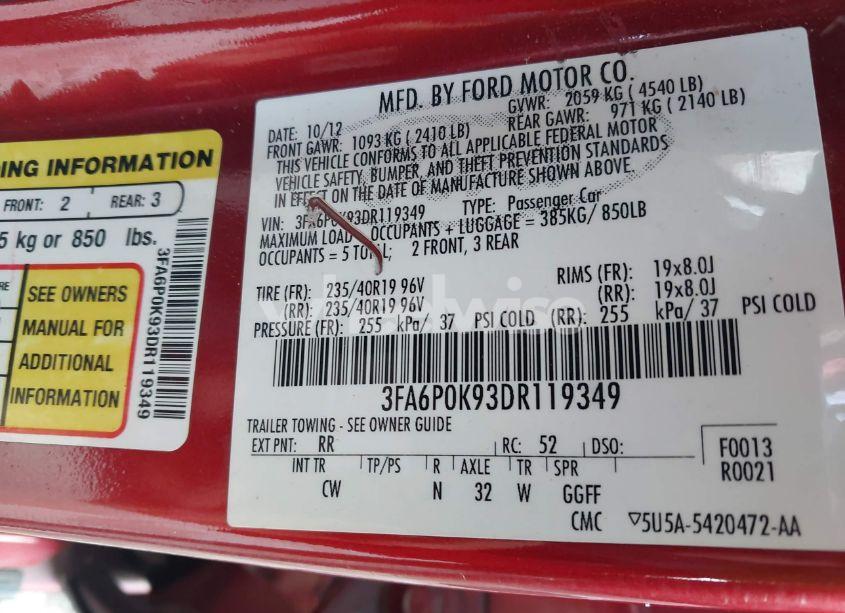 DING INFORMATION
FRONT: 2 REAR: 3
5 kg or 850 lbs.
SEE OWNERS
MANUAL FOR
ADDITIONAL
INFORMATION
3FA6P0K93DR119349
MFD. BY FORD MOTOR CO.
DATE: 10/12 GVWR: 2059 KG ( 4540 LB)
FRONT GAWR: 1093 KG ( 2410 LB) REAR GAWR: 971 KG ( 2140 LB)
THIS VEHICLE CONFORMS TO ALL APPLICABLE FEDERAL MOTOR
VEHICLE SAFETY, BUMPER, AND THEFT PREVENTION STANDARDS
IN EFFECT ON THE DATE OF MANUFACTURE SHOWN ABOVE.
VIN: 3FA6P0K93DR119349 TYPE: Passenger Car
MAXIMUM LOAD = OCCUPANTS + LUGGAGE = 385KG/ 850LB
OCCUPANTS = 5 TOTAL; 2 FRONT, 3 REAR
TIRE (FR): 235/40R19 96V RIMS (FR): 19x8.0J
(RR): 235/40R19 96V (RR): 19x8.0J
PRESSURE (FR): 255 kPa/ 37 PSI COLD (RR): 255 kPa/ 37 PSI COLD
3FA6P0K93DR119349
TRAILER TOWING - SEE OWNER GUIDE
EXT PNT: RR RC: 52 DSO: F0013
R0021
INT TR TP/PS R AXLE TR SPR
CW N 32 W GGFF
CMC ▽5U5A-5420472-AA